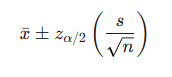 x̄ ± z_{α/2} ( s / √n )